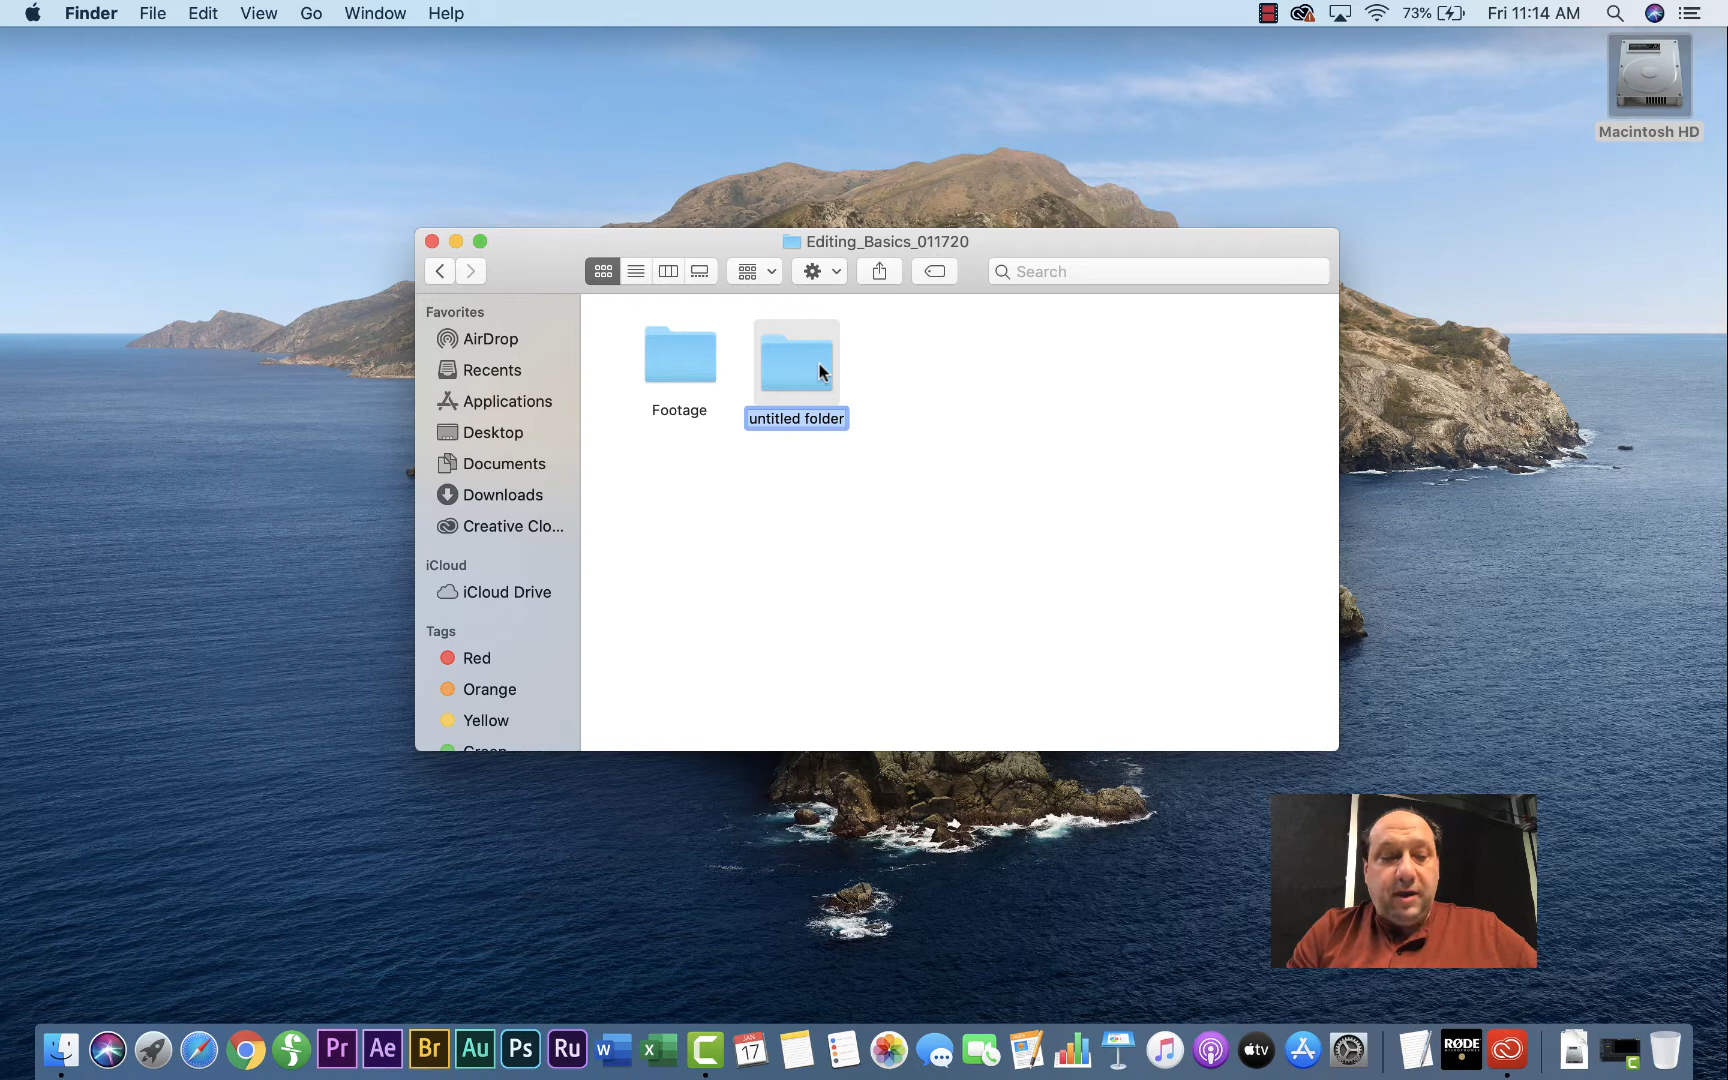 Finder File Edit View Go Window Help 73% Fri 11:14 AM
Macintosh HD
Editing_Basics_011720
Search
Favorites
AirDrop
Recents
Applications
Desktop
Documents
Downloads
Creative Clo...
iCloud
iCloud Drive
Tags
Red
Orange
Yellow
Green
Footage
untitled folder
Pr Ae Br Au Ps Ru W X JAN 17 tv RØDE